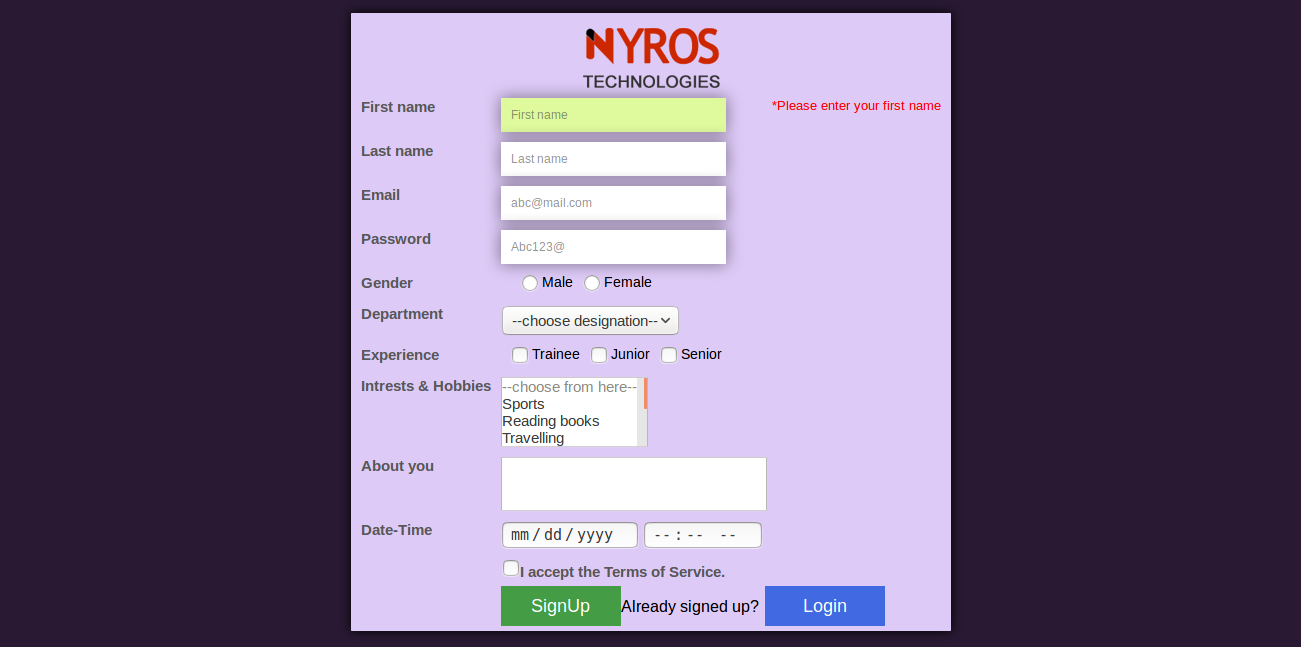 NYROS
TECHNOLOGIES
First name First name *Please enter your first name
Last name Last name
Email abc@mail.com
Password Abc123@
Gender Male Female
Department --choose designation--
Experience Trainee Junior Senior
Intrests & Hobbies --choose from here--
Sports
Reading books
Travelling
About you
Date-Time mm/dd/yyyy --:-- --
I accept the Terms of Service.
SignUp Already signed up? Login